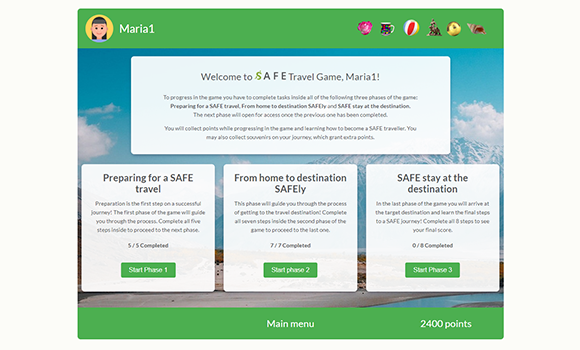 Maria1
Welcome to SAFE Travel Game, Maria1!
To progress in the game you have to complete tasks inside all of the following three phases of the game:
Preparing for a SAFE travel, From home to destination SAFEly and SAFE stay at the destination.
The next phase will open for access once the previous one has been completed.
You will collect points while progressing in the game and learning how to become a SAFE traveller. You
may also collect souvenirs on your journey, which grant extra points.
Preparing for a SAFE
travel
Preparation is the first step on a successful
journey! The first phase of the game will guide
you through the process. Complete all five
steps inside to proceed to the next phase.
5 / 5 Completed
Start Phase 1
From home to destination
SAFEly
This phase will guide you through the process
of getting to the travel destination! Complete
all seven steps inside the second phase of the
game to proceed to the last one.
7 / 7 Completed
Start phase 2
SAFE stay at the
destination
In the last phase of the game you will arrive at
the target destination and learn the final steps
to a SAFE journey! Complete all 8 steps to see
your final score.
0 / 8 Completed
Start Phase 3
Main menu
2400 points